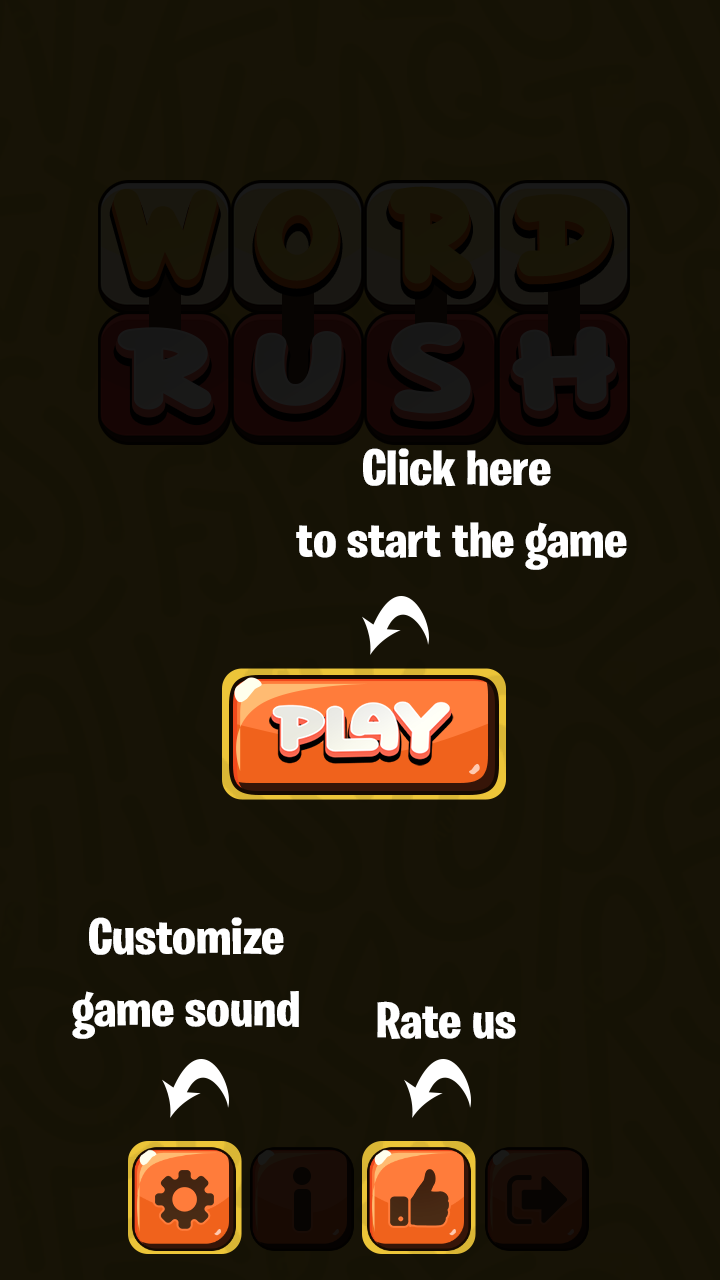 WORD
RUSH
Click here
to start the game
PLAY
Customize
game sound
Rate us